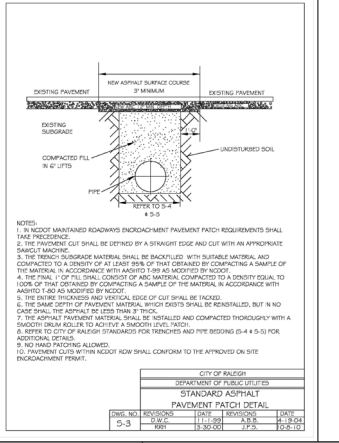 NEW ASPHALT SURFACE COURSE
3" MINIMUM
EXISTING PAVEMENT
EXISTING PAVEMENT
EXISTING
SUBGRADE
1'-0"
UNDISTURBED SOIL
COMPACTED FILL
IN 6" LIFTS
PIPE
REFER TO S-4
& S-5
NOTES:
1. IN NCDOT MAINTAINED ROADWAYS ENCROACHMENT PAVEMENT PATCH REQUIREMENTS SHALL
TAKE PRECEDENCE.
2. THE PAVEMENT CUT SHALL BE DEFINED BY A STRAIGHT EDGE AND CUT WITH AN APPROPRIATE
SAWCUT MACHINE.
3. THE TRENCH SUBGRADE MATERIAL SHALL BE BACKFILLED WITH SUITABLE MATERIAL AND
COMPACTED TO A DENSITY OF AT LEAST 95% OF THAT OBTAINED BY COMPACTING A SAMPLE OF
THE MATERIAL IN ACCORDANCE WITH AASHTO T-99 AS MODIFIED BY NCDOT.
4. THE FINAL 1' OF FILL SHALL CONSIST OF ABC MATERIAL COMPACTED TO A DENSITY EQUAL TO
100% OF THAT OBTAINED BY COMPACTING A SAMPLE OF THE MATERIAL IN ACCORDANCE WITH
AASHTO T-80 AS MODIFIED BY NCDOT.
5. THE ENTIRE THICKNESS AND VERTICAL EDGE OF CUT SHALL BE TACKED.
6. THE SAME DEPTH OF PAVEMENT MATERIAL WHICH EXISTS SHALL BE REINSTALLED, BUT IN NO
CASE SHALL THE ASPHALT BE LESS THAN 3" THICK.
7. THE ASPHALT PAVEMENT MATERIAL SHALL BE INSTALLED AND COMPACTED THOROUGHLY WITH A
SMOOTH DRUM ROLLER TO ACHIEVE A SMOOTH LEVEL PATCH.
8. REFER TO CITY OF RALEIGH STANDARDS FOR TRENCHES AND PIPE BEDDING (S-4 & S-5) FOR
ADDITIONAL DETAILS.
9. NO HAND PATCHING ALLOWED.
10. PAVEMENT CUTS WITHIN NCDOT ROW SHALL CONFORM TO THE APPROVED ON SITE
ENCROACHMENT PERMIT.
CITY OF RALEIGH
DEPARTMENT OF PUBLIC UTILITIES
STANDARD ASPHALT
PAVEMENT PATCH DETAIL
DWG. NO. REVISIONS DATE REVISIONS DATE
S-3 D.W.C. 11-1-99 A.B.B. 4-19-04
RRH 3-30-00 J.P.S. 10-8-10